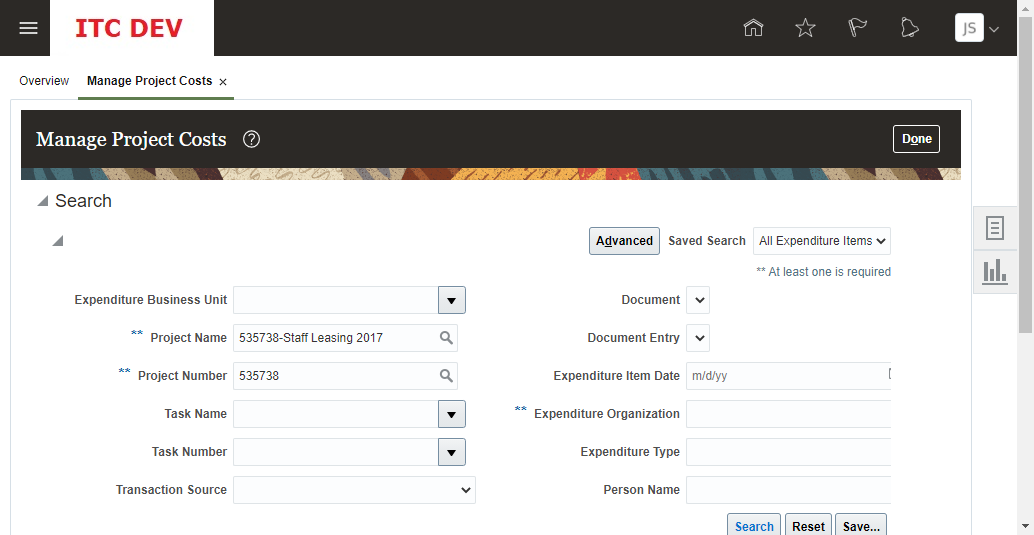 ITC DEV
JS
Overview
Manage Project Costs ×
Manage Project Costs ?
Done
Search
Advanced Saved Search All Expenditure Items
** At least one is required
Expenditure Business Unit
Document
** Project Name 535738-Staff Leasing 2017
Document Entry
** Project Number 535738
Expenditure Item Date m/d/yy
Task Name
** Expenditure Organization
Task Number
Expenditure Type
Transaction Source
Person Name
Search Reset Save...